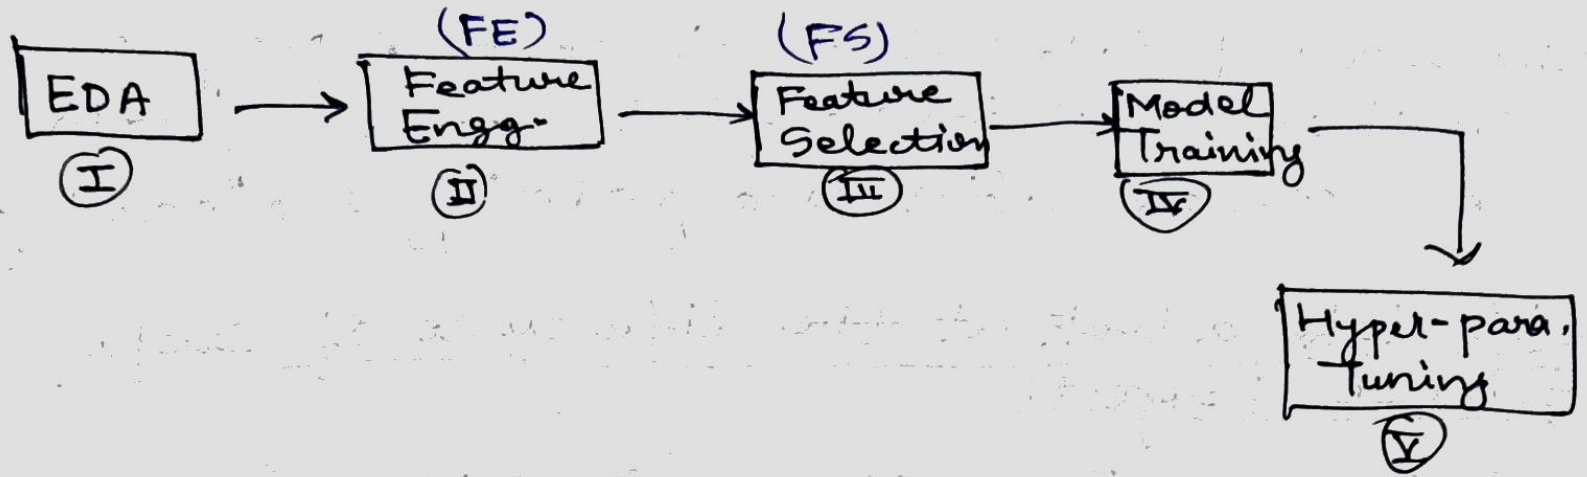 (FE)
(FS)
EDA
Feature
Engg.
Feature
Selection
Model
Training
I
II
III
IV
Hyper-para.
Tuning
V